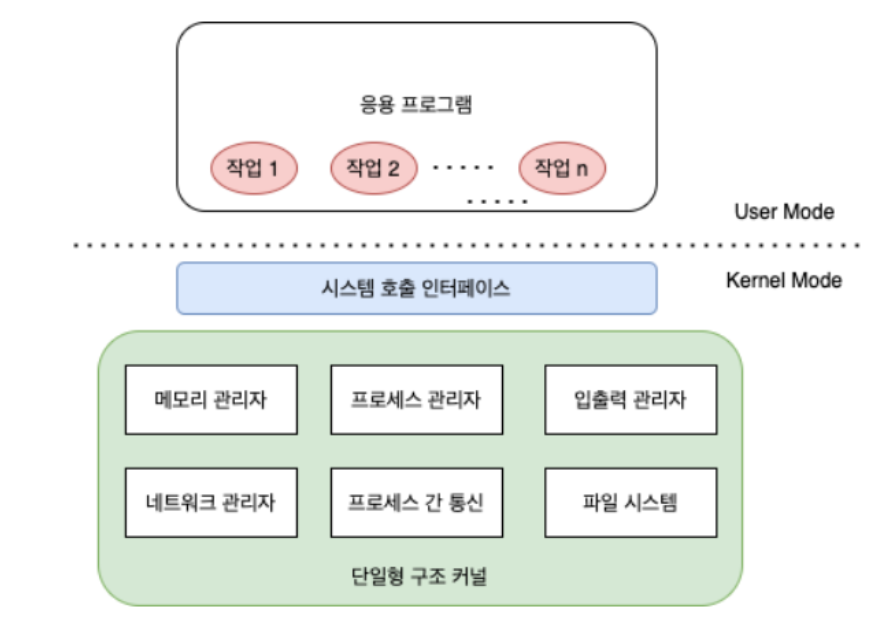 응용 프로그램
작업 1
작업 2
작업 n
User Mode
Kernel Mode
시스템 호출 인터페이스
메모리 관리자
프로세스 관리자
입출력 관리자
네트워크 관리자
프로세스 간 통신
파일 시스템
단일형 구조 커널